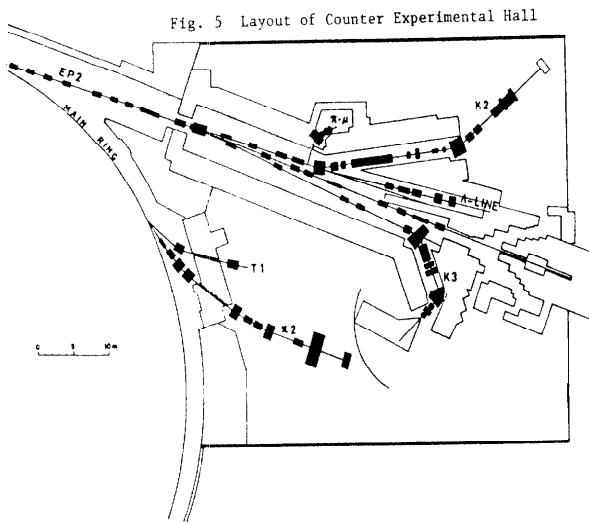 Fig. 5 Layout of Counter Experimental Hall
EP2
MAIN RING
π-μ
K2
Λ-LINE
T1
K3
π2
0 5 10m